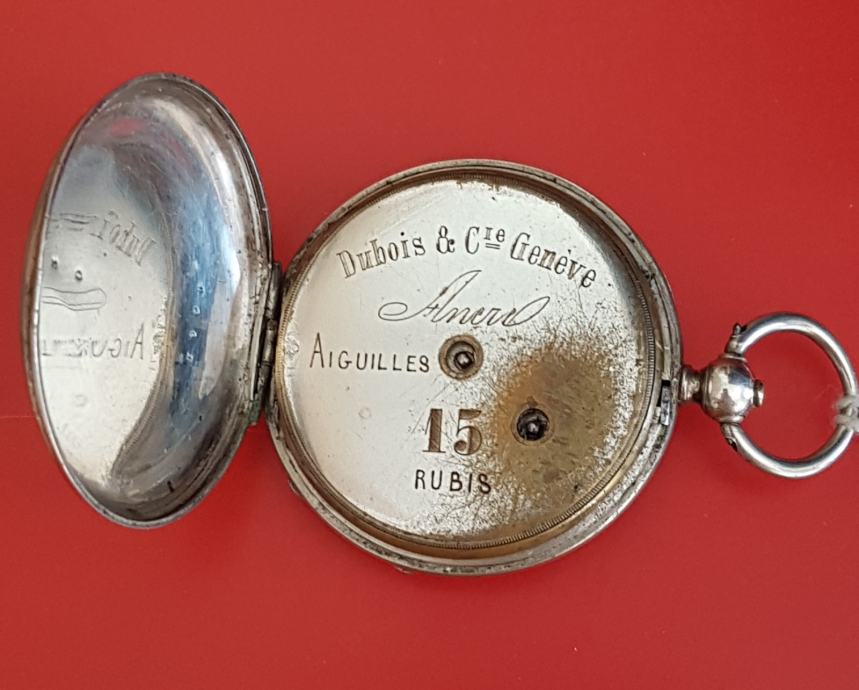 Dubois & Cie Genève
Ancre
AIGUILLES
15
RUBIS